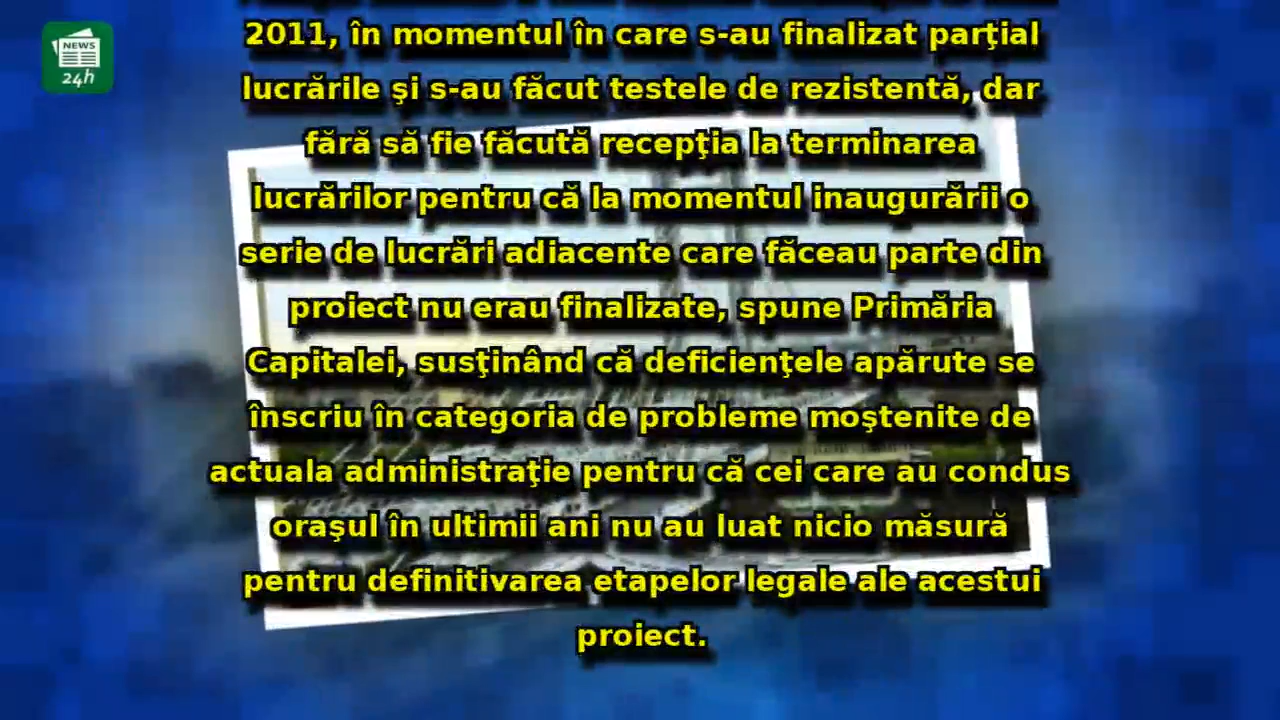 NEWS
24h
2011, în momentul în care s-au finalizat parţial
lucrările şi s-au făcut testele de rezistentă, dar
fără să fie făcută recepţia la terminarea
lucrărilor pentru că la momentul inaugurării o
serie de lucrări adiacente care făceau parte din
proiect nu erau finalizate, spune Primăria
Capitalei, susţinând că deficienţele apărute se
înscriu în categoria de probleme moştenite de
actuala administraţie pentru că cei care au condus
oraşul în ultimii ani nu au luat nicio măsură
pentru definitivarea etapelor legale ale acestui
proiect.